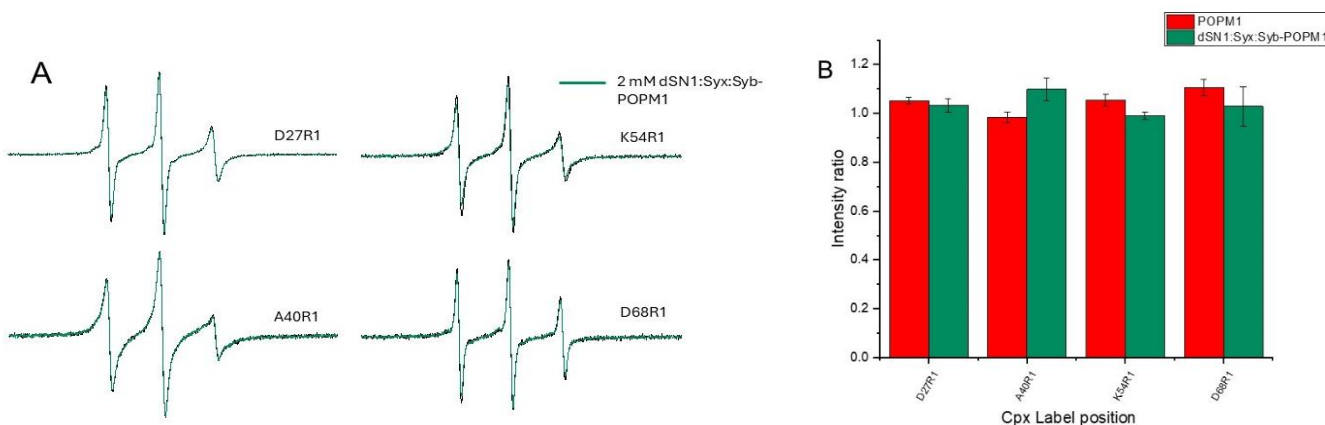 A
2 mM dSN1:Syx:Syb-
POPM1
D27R1
K54R1
A40R1
D68R1
POPM1
dSN1:Syx:Syb-POPM1
B
1.2
1.0
0.8
0.6
0.4
0.2
0.0
Intensity ratio
D27R1
A40R1
K54R1
D68R1
Cpx Label position